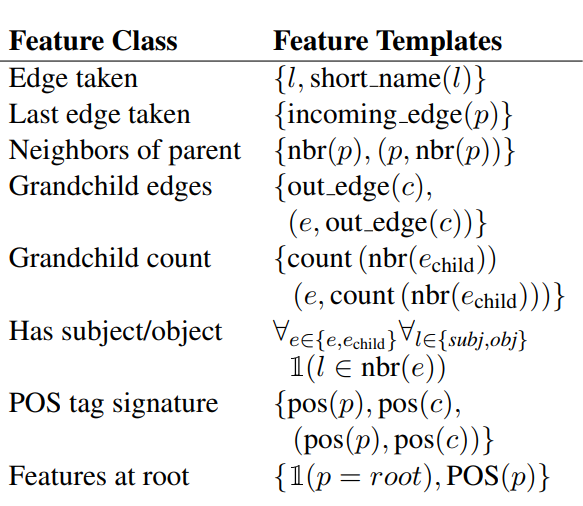 Feature Class Feature Templates
Edge taken {l, short_name(l)}
Last edge taken {incoming_edge(p)}
Neighbors of parent {nbr(p), (p, nbr(p))}
Grandchild edges {out_edge(c),
(e, out_edge(c))}
Grandchild count {count (nbr(e_child))
(e, count (nbr(e_child)))}
Has subject/object ∀_{e∈{e,e_child}}∀_{l∈{subj,obj}}
𝟙(l ∈ nbr(e))
POS tag signature {pos(p), pos(c),
(pos(p), pos(c))}
Features at root {𝟙(p = root), POS(p)}